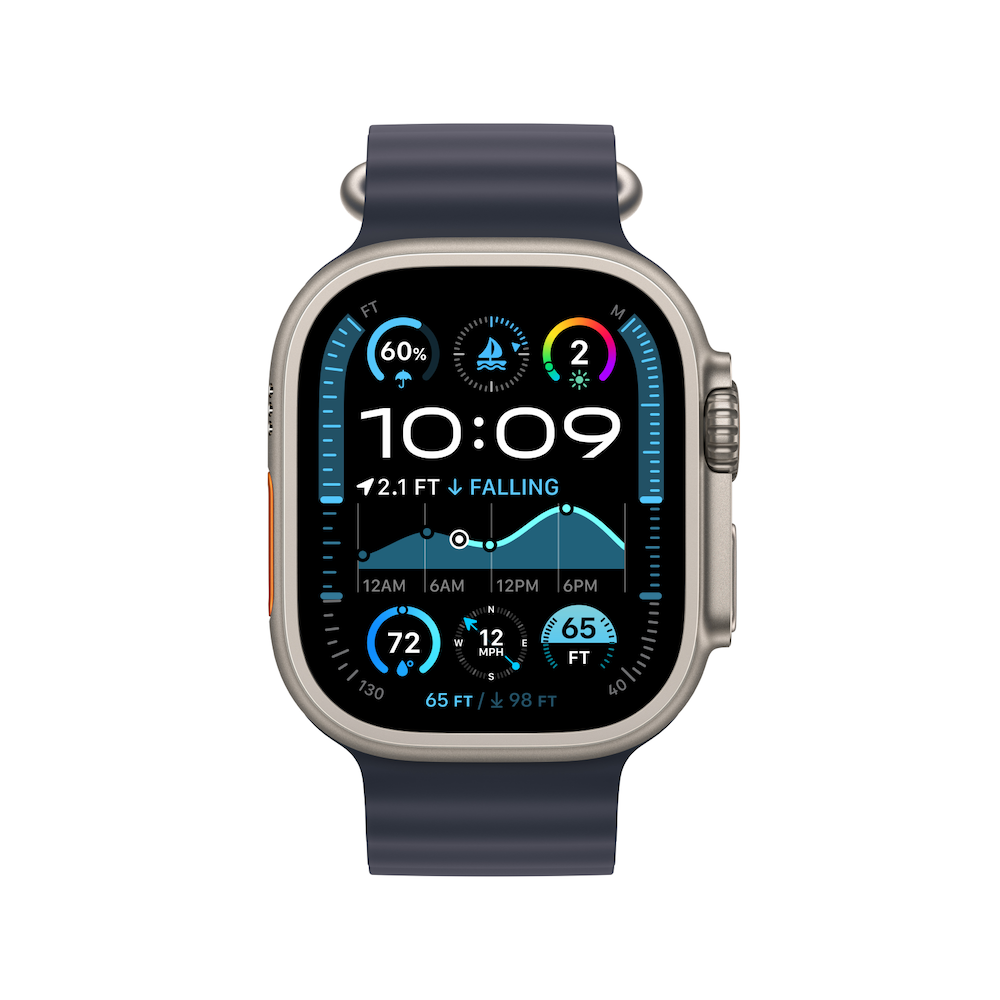 FT
M
60%
2
10:09
2.1 FT ↓ FALLING
12AM 6AM 12PM 6PM
72
N
W
E
S
12
MPH
65
FT
130
40
65 FT / ↓ 98 FT